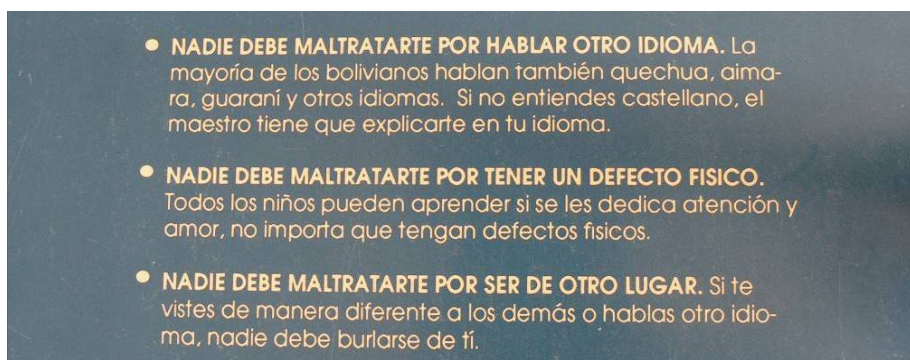 • NADIE DEBE MALTRATARTE POR HABLAR OTRO IDIOMA. La
mayoría de los bolivianos hablan también quechua, aima-
ra, guaraní y otros idiomas. Si no entiendes castellano, el
maestro tiene que explicarte en tu idioma.
• NADIE DEBE MALTRATARTE POR TENER UN DEFECTO FISICO.
Todos los niños pueden aprender si se les dedica atención y
amor, no importa que tengan defectos fisicos.
• NADIE DEBE MALTRATARTE POR SER DE OTRO LUGAR. Si te
vistes de manera diferente a los demás o hablas otro idio-
ma, nadie debe burlarse de tí.